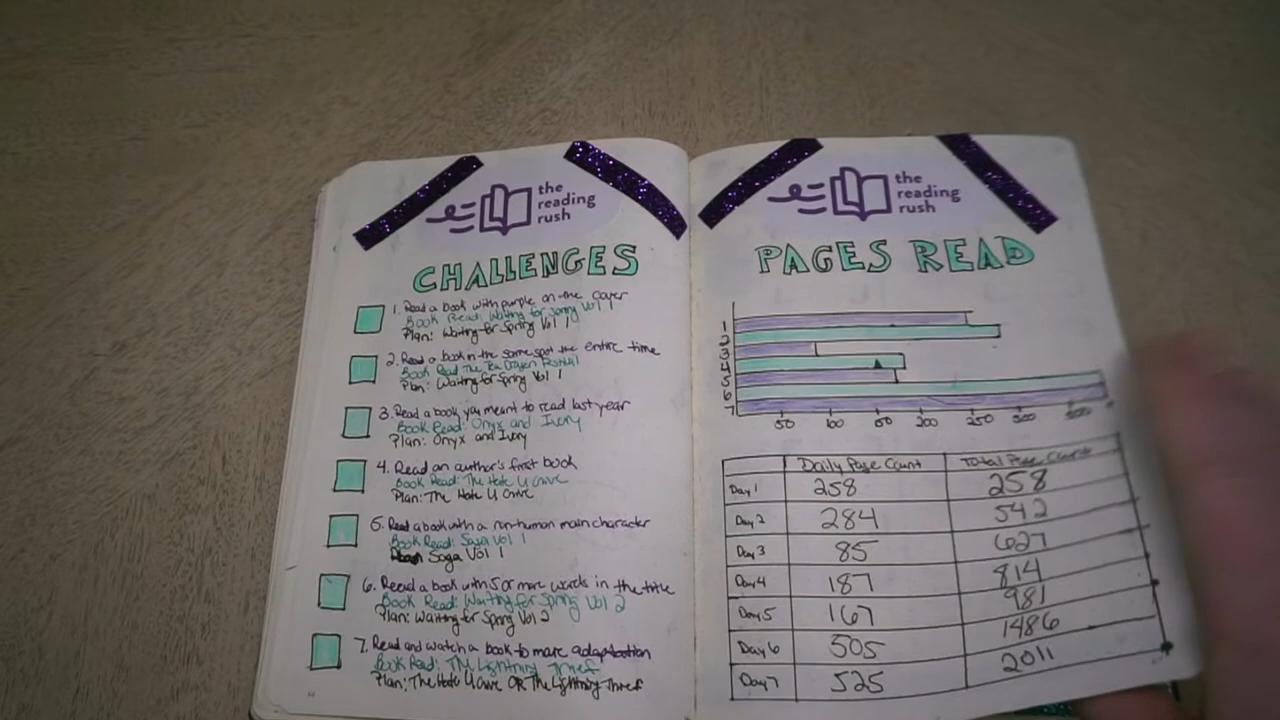 the
reading
rush
CHALLENGES
1. Read a book with purple on the cover
Book Read: Waiting for Spring Vol 1
Plan: Waiting for Spring Vol 1
2. Read a book in the same spot the entire time
Book Read The Tea Dragon Festival
Plan: Waiting for Spring Vol 1
3. Read a book you meant to read last year
Book Read: Onyx and Ivory
Plan: Onyx and Ivory
4. Read an author's first book
Book Read: The Hate U Give
Plan: The Hate U Give
5. Read a book with a non-human main character
Book Read: Saga Vol 1
Saga Vol 1
6. Read a book with 5 or more words in the title
Book Read: Waiting for Spring Vol 2
Plan: Waiting for Spring Vol 2
7. Read and watch a book to movie adaptation
Book Read: The Lightning Thief
Plan: The Hate U Give OR The Lightning Thief
the
reading
rush
PAGES READ
1
2
3
4
5
6
7
50 100 150 200 250 300
Daily Page Count Total Page Count
Day 1 258 258
Day 2 284 542
Day 3 85 627
Day 4 187 814
Day 5 167 981
Day 6 505 1486
Day 7 525 2011